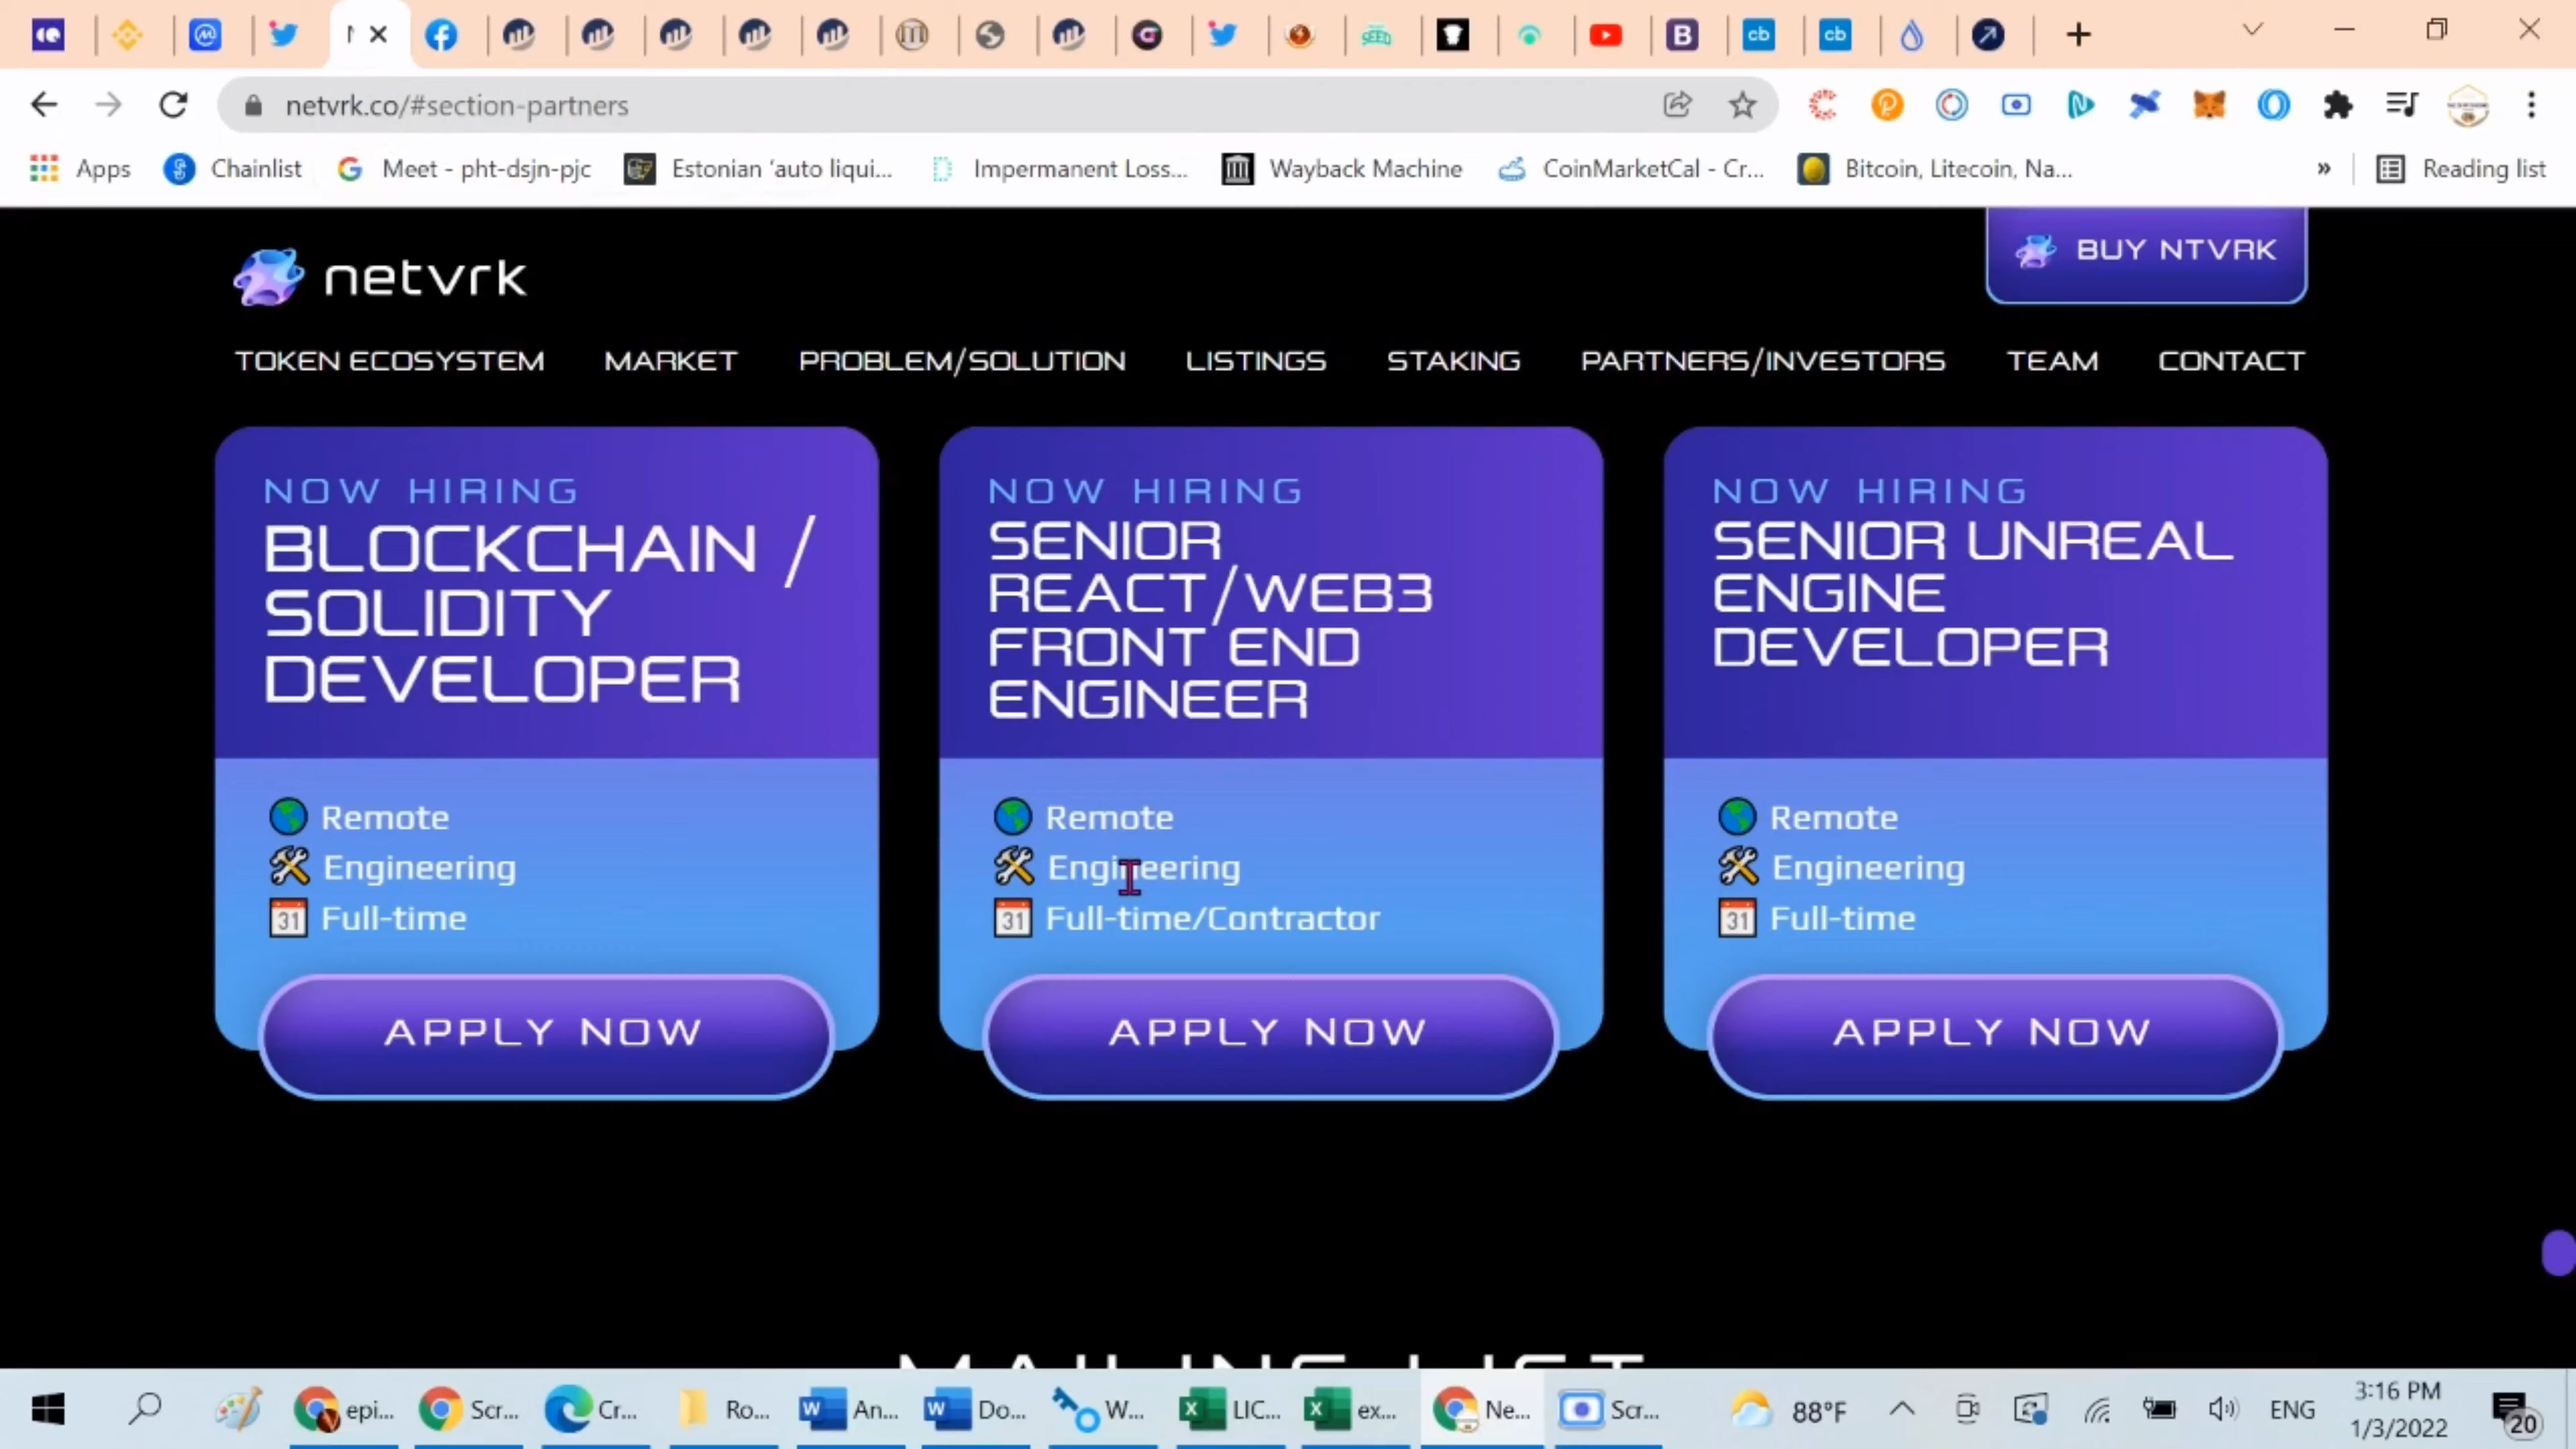 netvrk.co/#section-partners
Apps Chainlist Meet - pht-dsjn-pjc Estonian ‘auto liqui... Impermanent Loss... Wayback Machine CoinMarketCal - Cr... Bitcoin, Litecoin, Na... » Reading list
netvrk
BUY NTVRK
TOKEN ECOSYSTEM MARKET PROBLEM/SOLUTION LISTINGS STAKING PARTNERS/INVESTORS TEAM CONTACT
NOW HIRING
BLOCKCHAIN /
SOLIDITY
DEVELOPER
Remote
Engineering
31 Full-time
APPLY NOW
NOW HIRING
SENIOR
REACT/WEB3
FRONT END
ENGINEER
Remote
Engineering
31 Full-time/Contractor
APPLY NOW
NOW HIRING
SENIOR UNREAL
ENGINE
DEVELOPER
Remote
Engineering
31 Full-time
APPLY NOW
MAILING LIST
epi... Scr... Cr... Ro... An... Do... W... LIC... ex... Ne... Scr... 88°F ENG
3:16 PM
1/3/2022
20